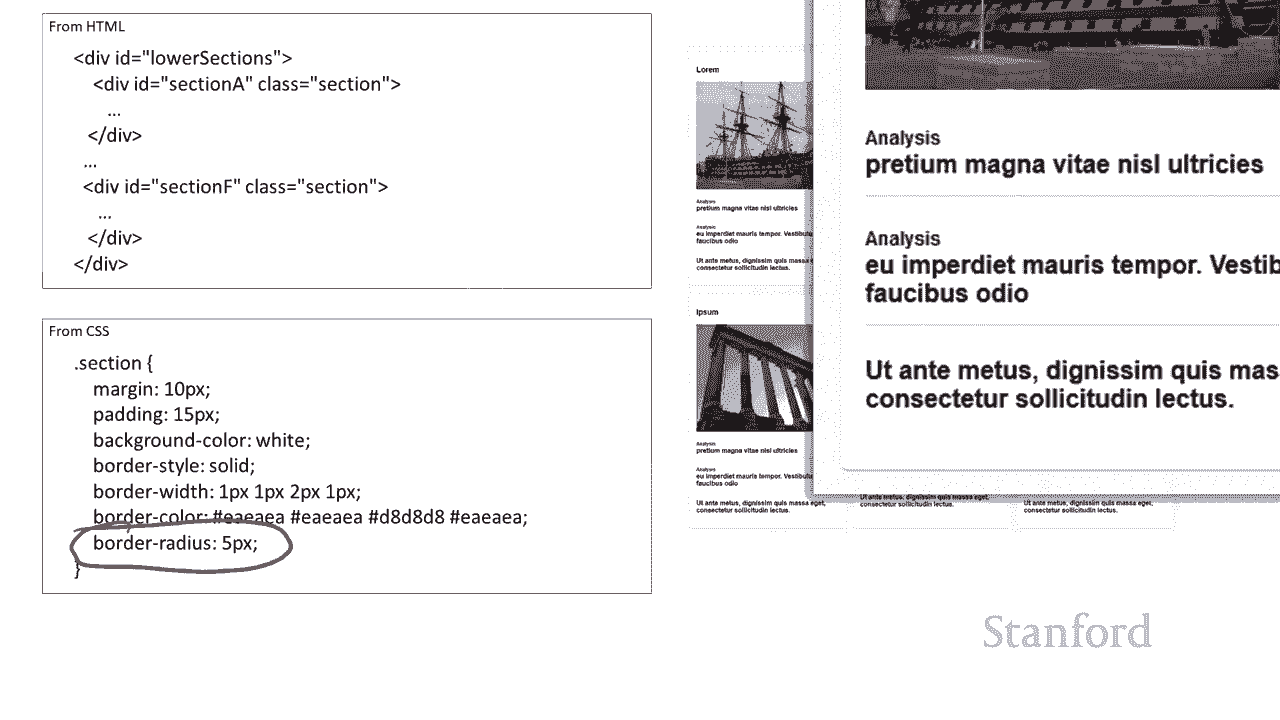 From HTML
<div id="lowerSections">
<div id="sectionA" class="section">
...
</div>
...
<div id="sectionF" class="section">
...
</div>
</div>
From CSS
.section {
margin: 10px;
padding: 15px;
background-color: white;
border-style: solid;
border-width: 1px 1px 2px 1px;
border-color: #eaeaea #eaeaea #d8d8d8 #eaeaea;
border-radius: 5px;
}
Lorem
Analysis
pretium magna vitae nisl ultricies
Analysis
eu imperdiet mauris tempor.
faucibus odio
Ut ante metus, dignissim quis massa
consectetur sollicitudin lectus.
Ipsum
Analysis
pretium magna vitae nisl ultricies
Analysis
eu imperdiet mauris tempor.
faucibus odio
Ut ante metus, dignissim quis massa eget,
consectetur sollicitudin lectus.
Ut ante metus, dignissim quis massa eget,
consectetur sollicitudin lectus.
Ut ante metus, dignissim quis massa eget,
consectetur sollicitudin lectus.
Analysis
pretium magna vitae nisl ultricies
Analysis
eu imperdiet mauris tempor. Vestib
faucibus odio
Ut ante metus, dignissim quis mas
consectetur sollicitudin lectus.
Stanford